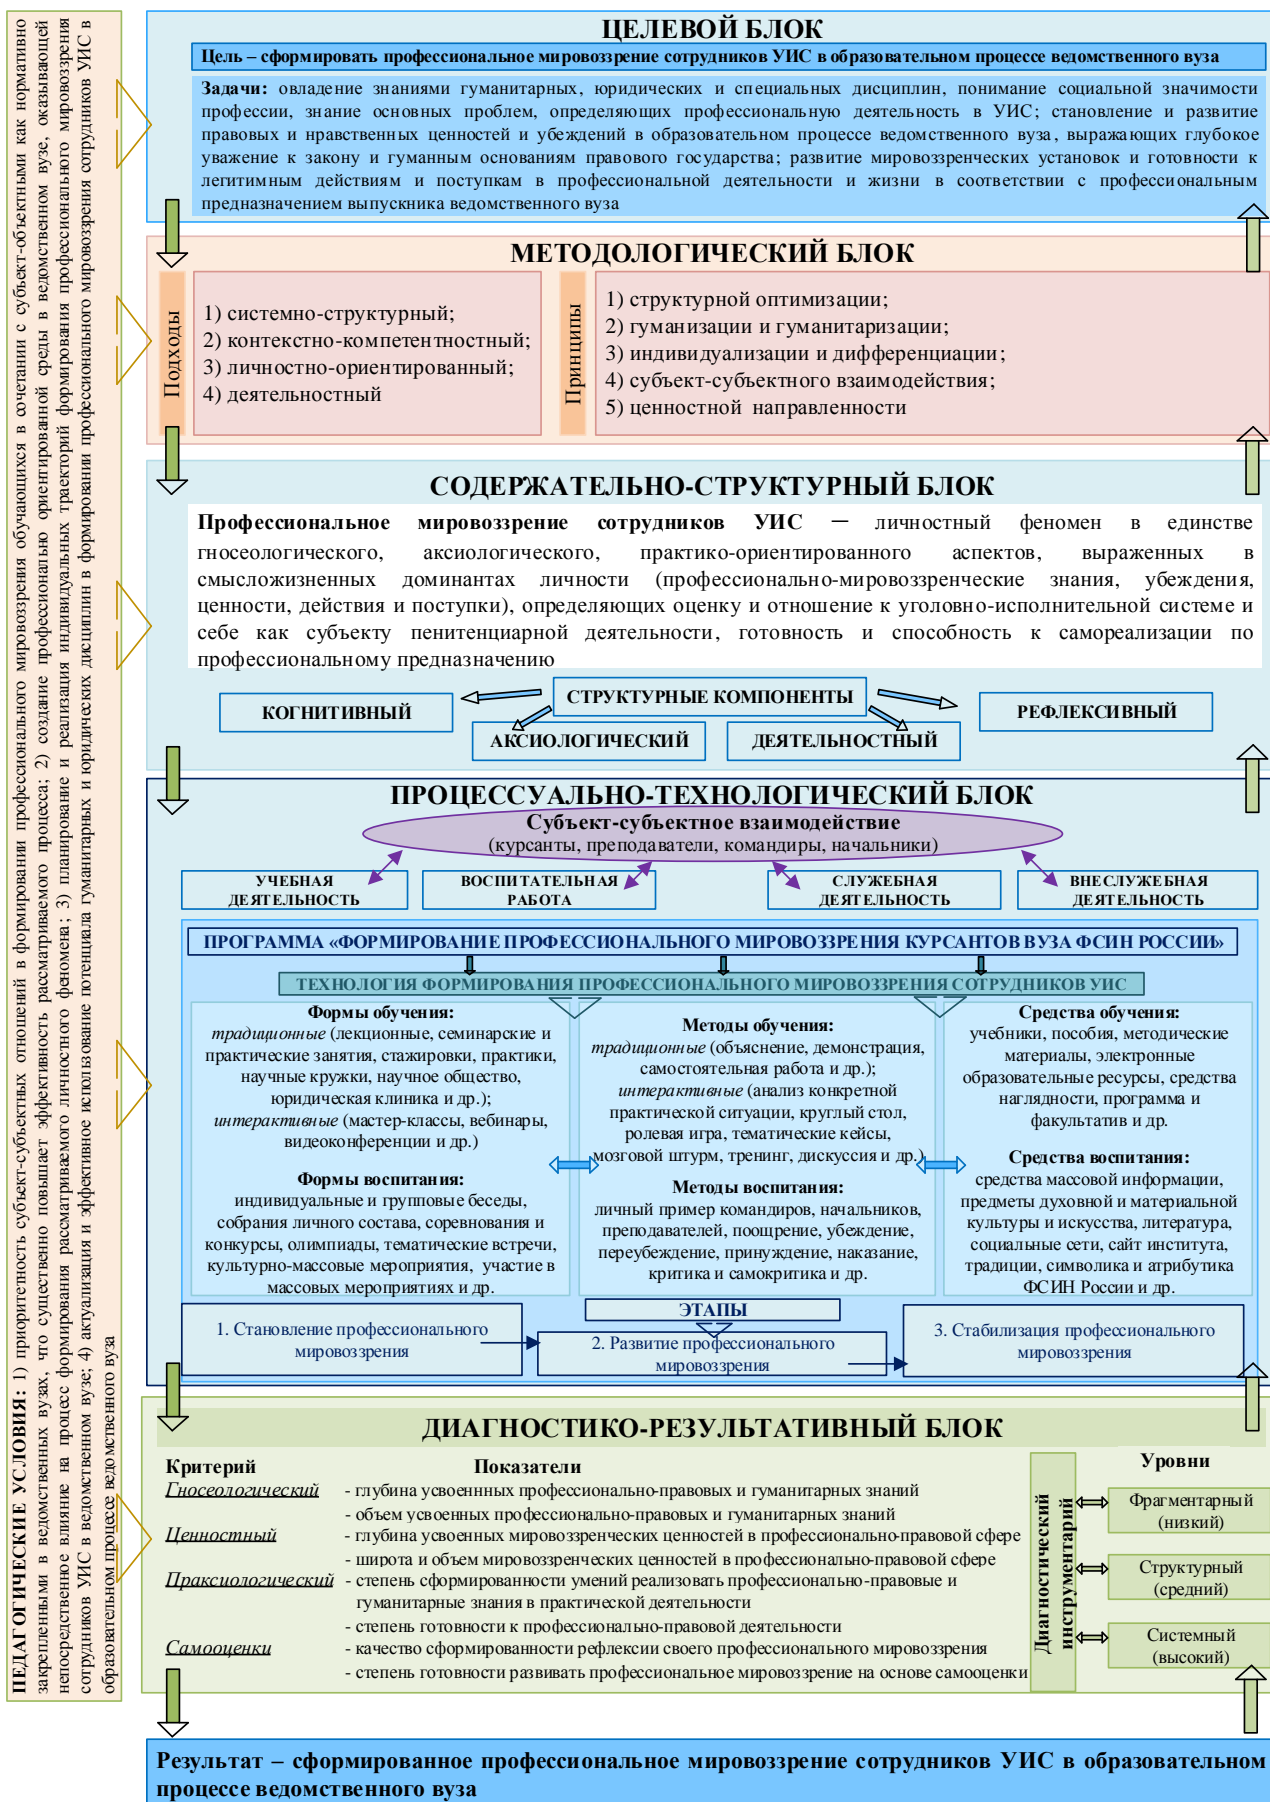 ПЕДАГОГИЧЕСКИЕ УСЛОВИЯ: 1) приоритетность субъект-субъектных отношений в формировании профессионального мировоззрения обучающихся в сочетании с субъект-объектными как нормативно
закрепленными в ведомственных вузах, что существенно повышает эффективность рассматриваемого процесса; 2) создание профессионально ориентированной среды в ведомственном вузе, оказывающей
непосредственное влияние на процесс формирования рассматриваемого личностного феномена; 3) планирование и реализация индивидуальных траекторий формирования профессионального мировоззрения
сотрудников УИС в ведомственном вузе; 4) актуализация и эффективное использование потенциала гуманитарных и юридических дисциплин в формировании профессионального мировоззрения сотрудников УИС в
образовательном процессе ведомственного вуза
ЦЕЛЕВОЙ БЛОК
Цель – сформировать профессиональное мировоззрение сотрудников УИС в образовательном процессе ведомственного вуза
Задачи: овладение знаниями гуманитарных, юридических и специальных дисциплин, понимание социальной значимости
профессии, знание основных проблем, определяющих профессиональную деятельность в УИС; становление и развитие
правовых и нравственных ценностей и убеждений в образовательном процессе ведомственного вуза, выражающих глубокое
уважение к закону и гуманным основаниям правового государства; развитие мировоззренческих установок и готовности к
легитимным действиям и поступкам в профессиональной деятельности и жизни в соответствии с профессиональным
предназначением выпускника ведомственного вуза
МЕТОДОЛОГИЧЕСКИЙ БЛОК
Подходы
1) системно-структурный;
2) контекстно-компетентностный;
3) личностно-ориентированный;
4) деятельностный
Принципы
1) структурной оптимизации;
2) гуманизации и гуманитаризации;
3) индивидуализации и дифференциации;
4) субъект-субъектного взаимодействия;
5) ценностной направленности
СОДЕРЖАТЕЛЬНО-СТРУКТУРНЫЙ БЛОК
Профессиональное мировоззрение сотрудников УИС — личностный феномен в единстве
гносеологического, аксиологического, практико-ориентированного аспектов, выраженных в
смысложизненных доминантах личности (профессионально-мировоззренческие знания, убеждения,
ценности, действия и поступки), определяющих оценку и отношение к уголовно-исполнительной системе и
себе как субъекту пенитенциарной деятельности, готовность и способность к самореализации по
профессиональному предназначению
СТРУКТУРНЫЕ КОМПОНЕНТЫ
КОГНИТИВНЫЙ
РЕФЛЕКСИВНЫЙ
АКСИОЛОГИЧЕСКИЙ
ДЕЯТЕЛЬНОСТНЫЙ
ПРОЦЕССУАЛЬНО-ТЕХНОЛОГИЧЕСКИЙ БЛОК
Субъект-субъектное взаимодействие
(курсанты, преподаватели, командиры, начальники)
УЧЕБНАЯ
ДЕЯТЕЛЬНОСТЬ
ВОСПИТАТЕЛЬНАЯ
РАБОТА
СЛУЖЕБНАЯ
ДЕЯТЕЛЬНОСТЬ
ВНЕСЛУЖЕБНАЯ
ДЕЯТЕЛЬНОСТЬ
ПРОГРАММА «ФОРМИРОВАНИЕ ПРОФЕССИОНАЛЬНОГО МИРОВОЗЗРЕНИЯ КУРСАНТОВ ВУЗА ФСИН РОССИИ»
ТЕХНОЛОГИЯ ФОРМИРОВАНИЯ ПРОФЕССИОНАЛЬНОГО МИРОВОЗЗРЕНИЯ СОТРУДНИКОВ УИС
Формы обучения:
традиционные (лекционные, семинарские и
практические занятия, стажировки, практики,
научные кружки, научное общество,
юридическая клиника и др.);
интерактивные (мастер-классы, вебинары,
видеоконференции и др.)
Формы воспитания:
индивидуальные и групповые беседы,
собрания личного состава, соревнования и
конкурсы, олимпиады, тематические встречи,
культурно-массовые мероприятия, участие в
массовых мероприятиях и др.
Методы обучения:
традиционные (объяснение, демонстрация,
самостоятельная работа и др.);
интерактивные (анализ конкретной
практической ситуации, круглый стол,
ролевая игра, тематические кейсы,
мозговой штурм, тренинг, дискуссия и др.)
Методы воспитания:
личный пример командиров, начальников,
преподавателей, поощрение, убеждение,
переубеждение, принуждение, наказание,
критика и самокритика и др.
Средства обучения:
учебники, пособия, методические
материалы, электронные
образовательные ресурсы, средства
наглядности, программа и
факультатив и др.
Средства воспитания:
средства массовой информации,
предметы духовной и материальной
культуры и искусства, литература,
социальные сети, сайт института,
традиции, символика и атрибутика
ФСИН России и др.
ЭТАПЫ
1. Становление профессионального
мировоззрения
2. Развитие профессионального
мировоззрения
3. Стабилизация профессионального
мировоззрения
ДИАГНОСТИКО-РЕЗУЛЬТАТИВНЫЙ БЛОК
Критерий
Показатели
Гносеологический
- глубина усвоеннных профессионально-правовых и гуманитарных знаний
- объем усвоенных профессионально-правовых и гуманитарных знаний
Ценностный
- глубина усвоенных мировоззренческих ценностей в профессионально-правовой сфере
- широта и объем мировоззренческих ценностей в профессионально-правовой сфере
Праксиологический
- степень сформированности умений реализовать профессионально-правовые и
гуманитарные знания в практической деятельности
- степень готовности к профессионально-правовой деятельности
Самооценки
- качество сформированности рефлексии своего профессионального мировоззрения
- степень готовности развивать профессиональное мировоззрение на основе самооценки
Диагностический
инструментарий
Уровни
Фрагментарный
(низкий)
Структурный
(средний)
Системный
(высокий)
Результат – сформированное профессиональное мировоззрение сотрудников УИС в образовательном
процессе ведомственного вуза